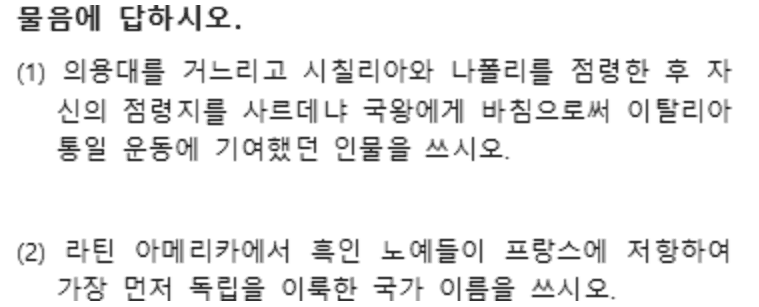 물음에 답하시오.
(1) 의용대를 거느리고 시칠리아와 나폴리를 점령한 후 자
신의 점령지를 사르데냐 국왕에게 바침으로써 이탈리아
통일 운동에 기여했던 인물을 쓰시오.
(2) 라틴 아메리카에서 흑인 노예들이 프랑스에 저항하여
가장 먼저 독립을 이룩한 국가 이름을 쓰시오.